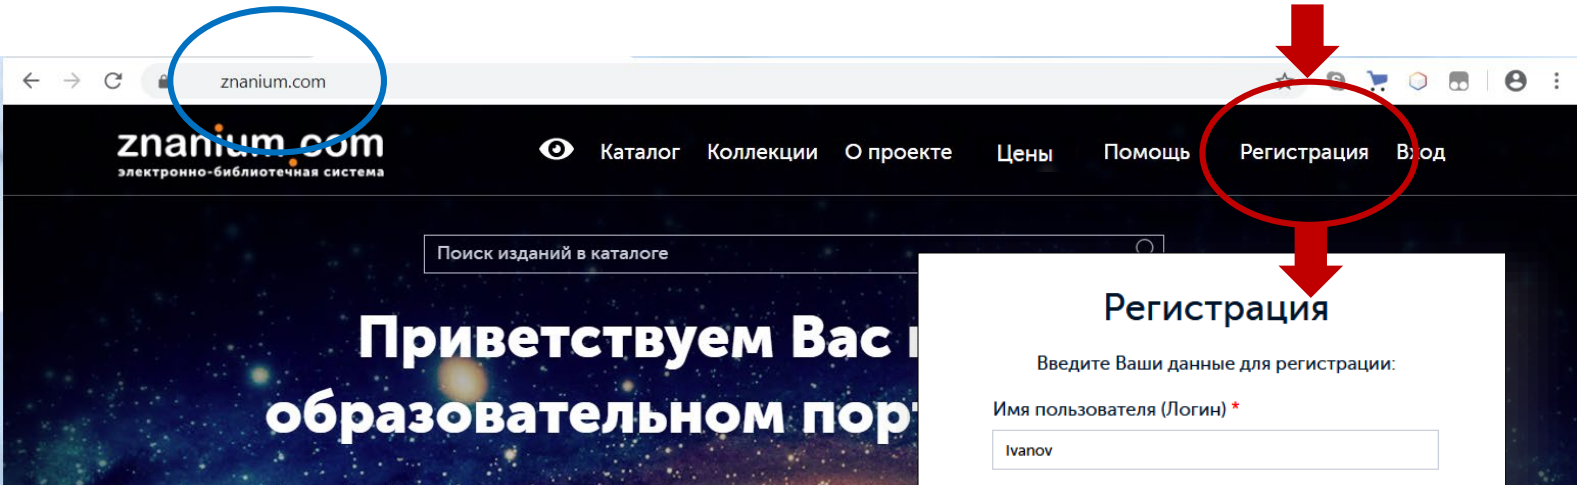 znanium.com
znanium.com
электронно-библиотечная система
Каталог Коллекции О проекте Цены Помощь Регистрация Вход
Поиск изданий в каталоге
Приветствуем Вас
образовательном
Регистрация
Введите Ваши данные для регистрации:
Имя пользователя (Логин) *
Ivanov